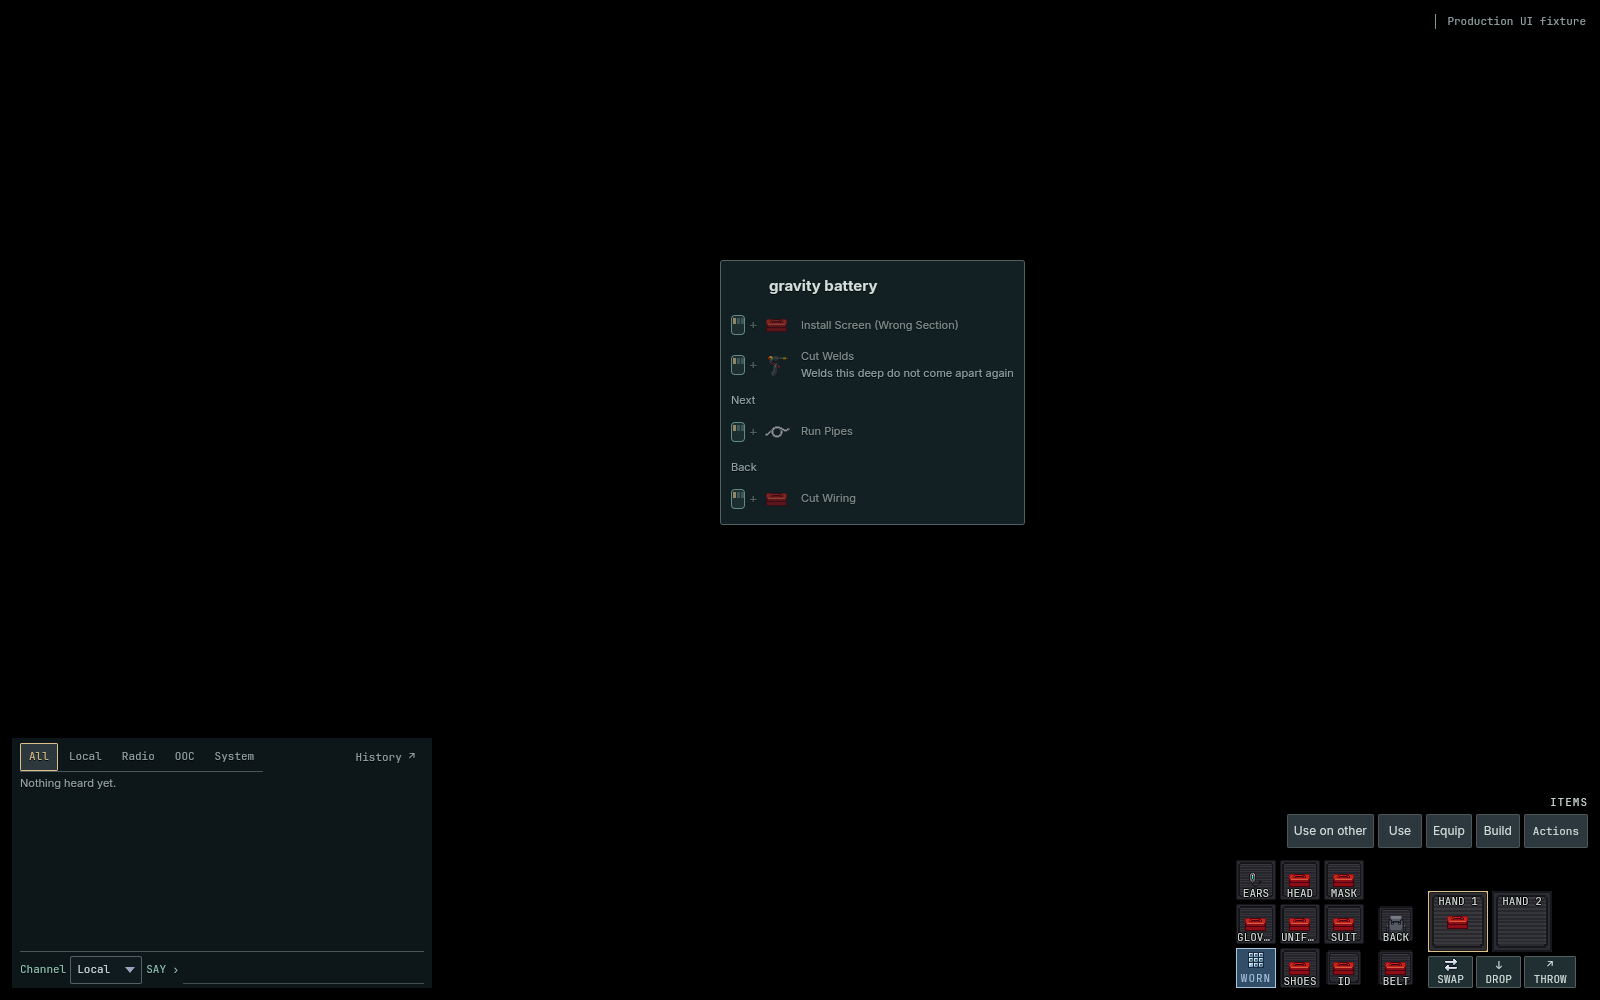 Production UI fixture
gravity battery
+ Install Screen (Wrong Section)
+ Cut Welds
Welds this deep do not come apart again
Next
+ Run Pipes
Back
+ Cut Wiring
All Local Radio OOC System History ↗
Nothing heard yet.
Channel Local SAY ›
ITEMS
Use on other Use Equip Build Actions
EARS HEAD MASK
HAND 1 HAND 2
GLOV… UNIF… SUIT BACK
WORN SHOES ID BELT
SWAP DROP THROW